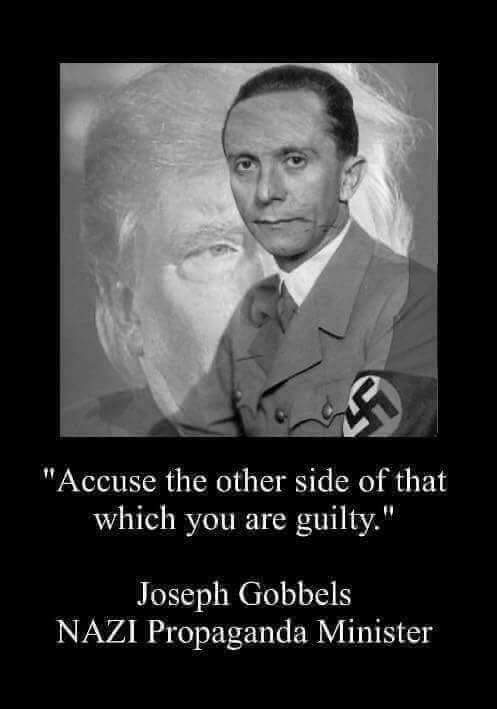 "Accuse the other side of that
which you are guilty."
Joseph Gobbels
NAZI Propaganda Minister